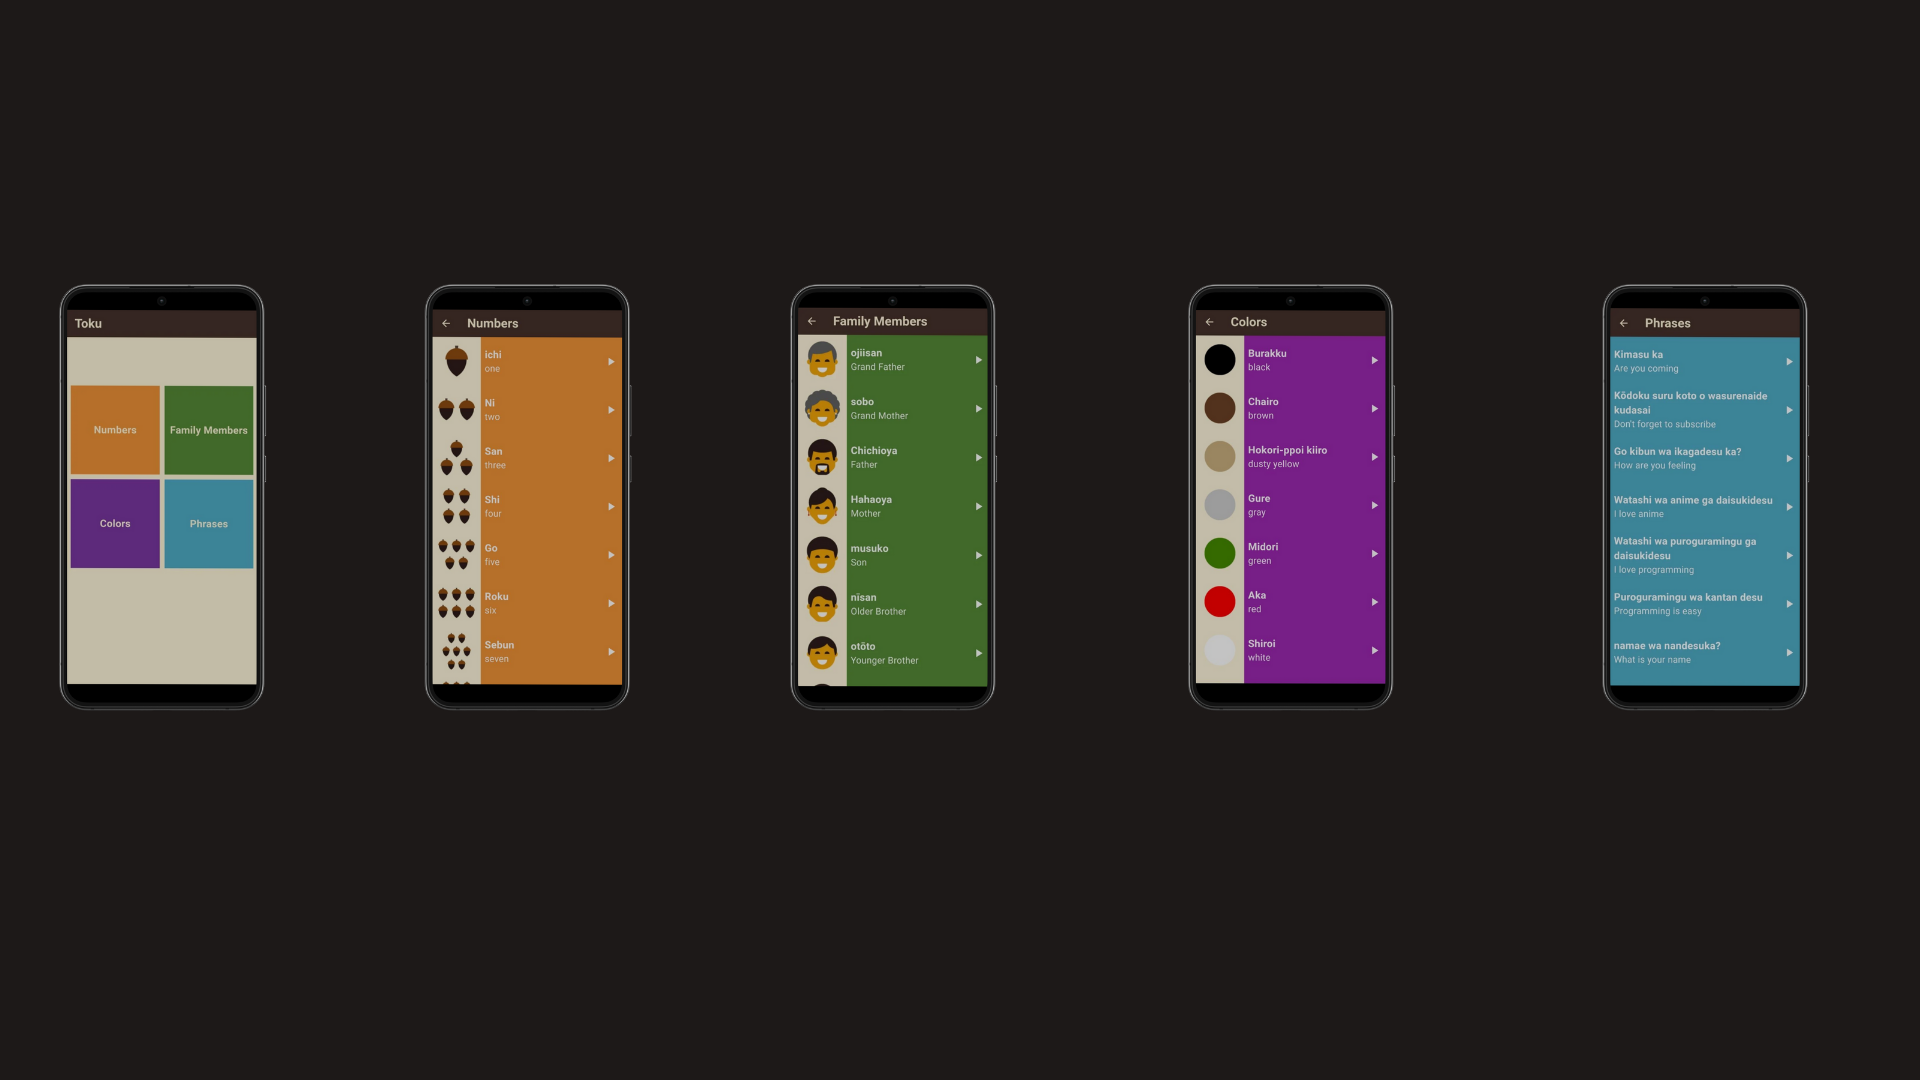 Toku
Numbers
Family Members
Colors
Phrases
Numbers
ichi
one
Ni
two
San
three
Shi
four
Go
five
Roku
six
Sebun
seven
Family Members
ojiisan
Grand Father
sobo
Grand Mother
Chichioya
Father
Hahaoya
Mother
musuko
Son
nīsan
Older Brother
otōto
Younger Brother
Colors
Burakku
black
Chairo
brown
Hokori-ppoi kiiro
dusty yellow
Gure
gray
Midori
green
Aka
red
Shiroi
white
Phrases
Kimasu ka
Are you coming
Kōdoku suru koto o wasurenaide
kudasai
Don't forget to subscribe
Go kibun wa ikagadesu ka?
How are you feeling
Watashi wa anime ga daisukidesu
I love anime
Watashi wa puroguramingu ga
daisukidesu
I love programming
Puroguramingu wa kantan desu
Programming is easy
namae wa nandesuka?
What is your name